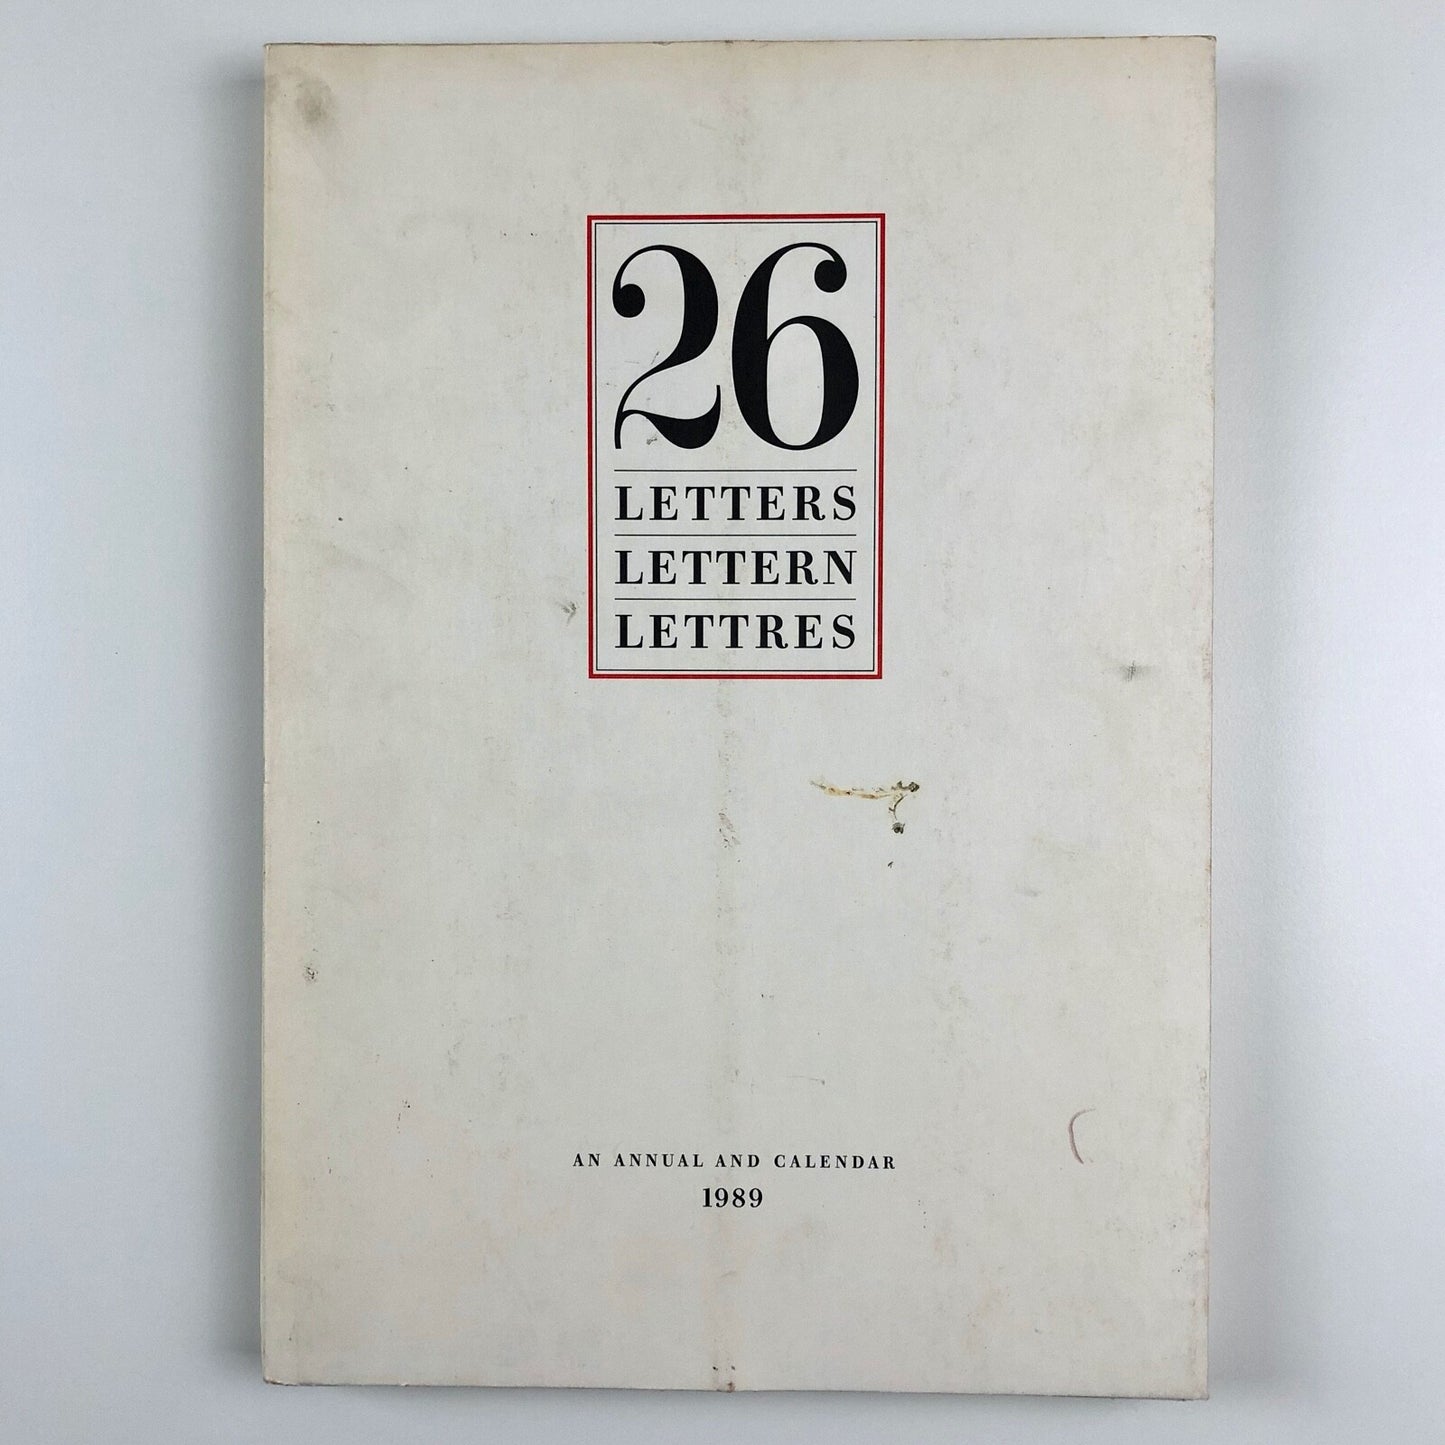 26
LETTERS
LETTERN
LETTRES
AN ANNUAL AND CALENDAR
1989